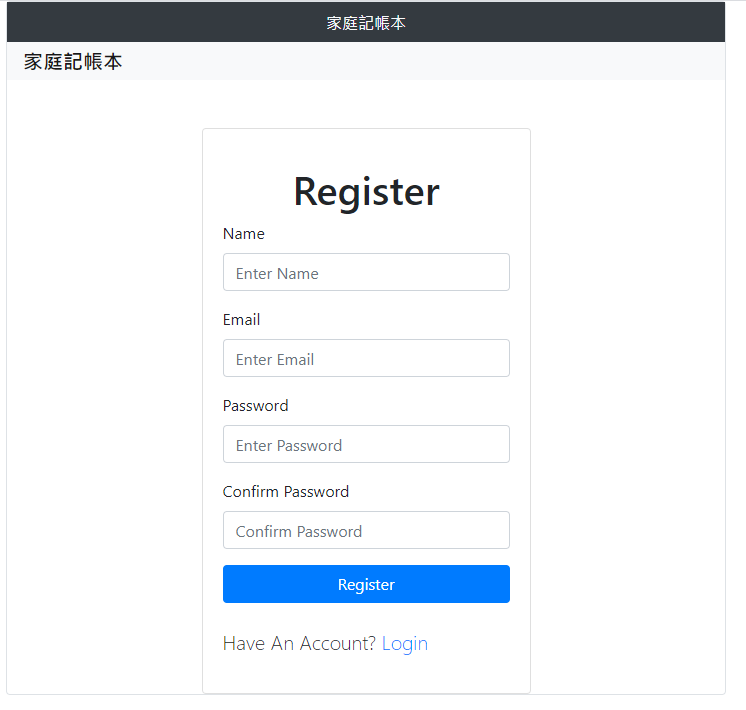 家庭記帳本
家庭記帳本
Register
Name
Enter Name
Email
Enter Email
Password
Enter Password
Confirm Password
Confirm Password
Register
Have An Account? Login